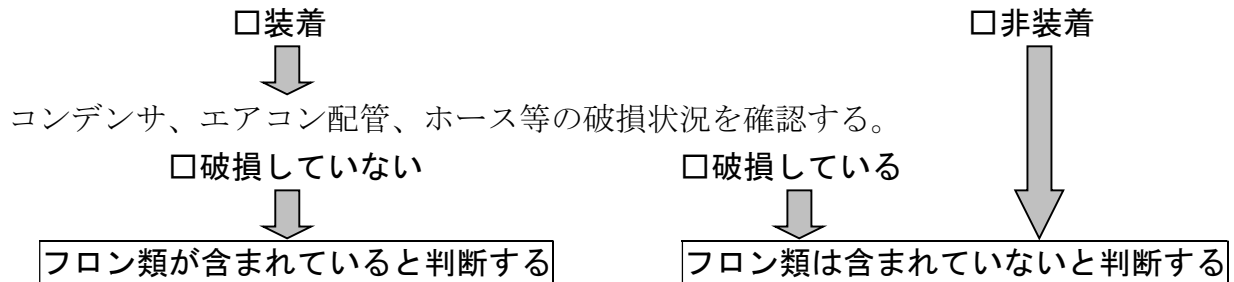 □装着 □非装着
コンデンサ、エアコン配管、ホース等の破損状況を確認する。
□破損していない □破損している
フロン類が含まれていると判断する フロン類は含まれていないと判断する